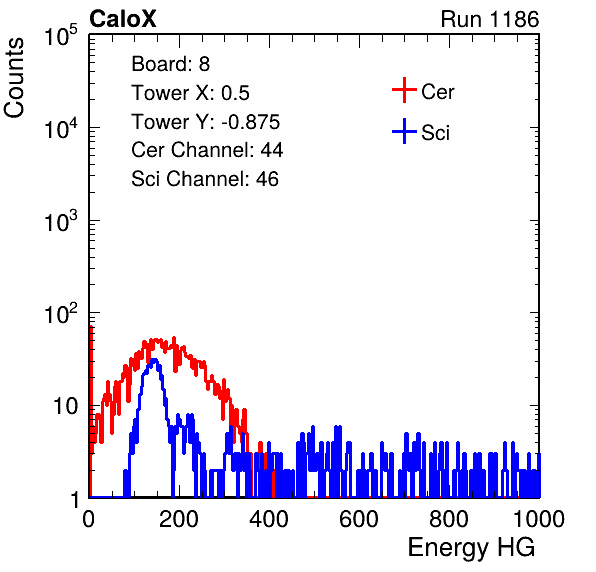 CaloX Run 1186
Board: 8
Tower X: 0.5
Tower Y: -0.875
Cer Channel: 44
Sci Channel: 46
Cer
Sci
Counts
10^5
10^4
10^3
10^2
10
1
0 200 400 600 800 1000
Energy HG